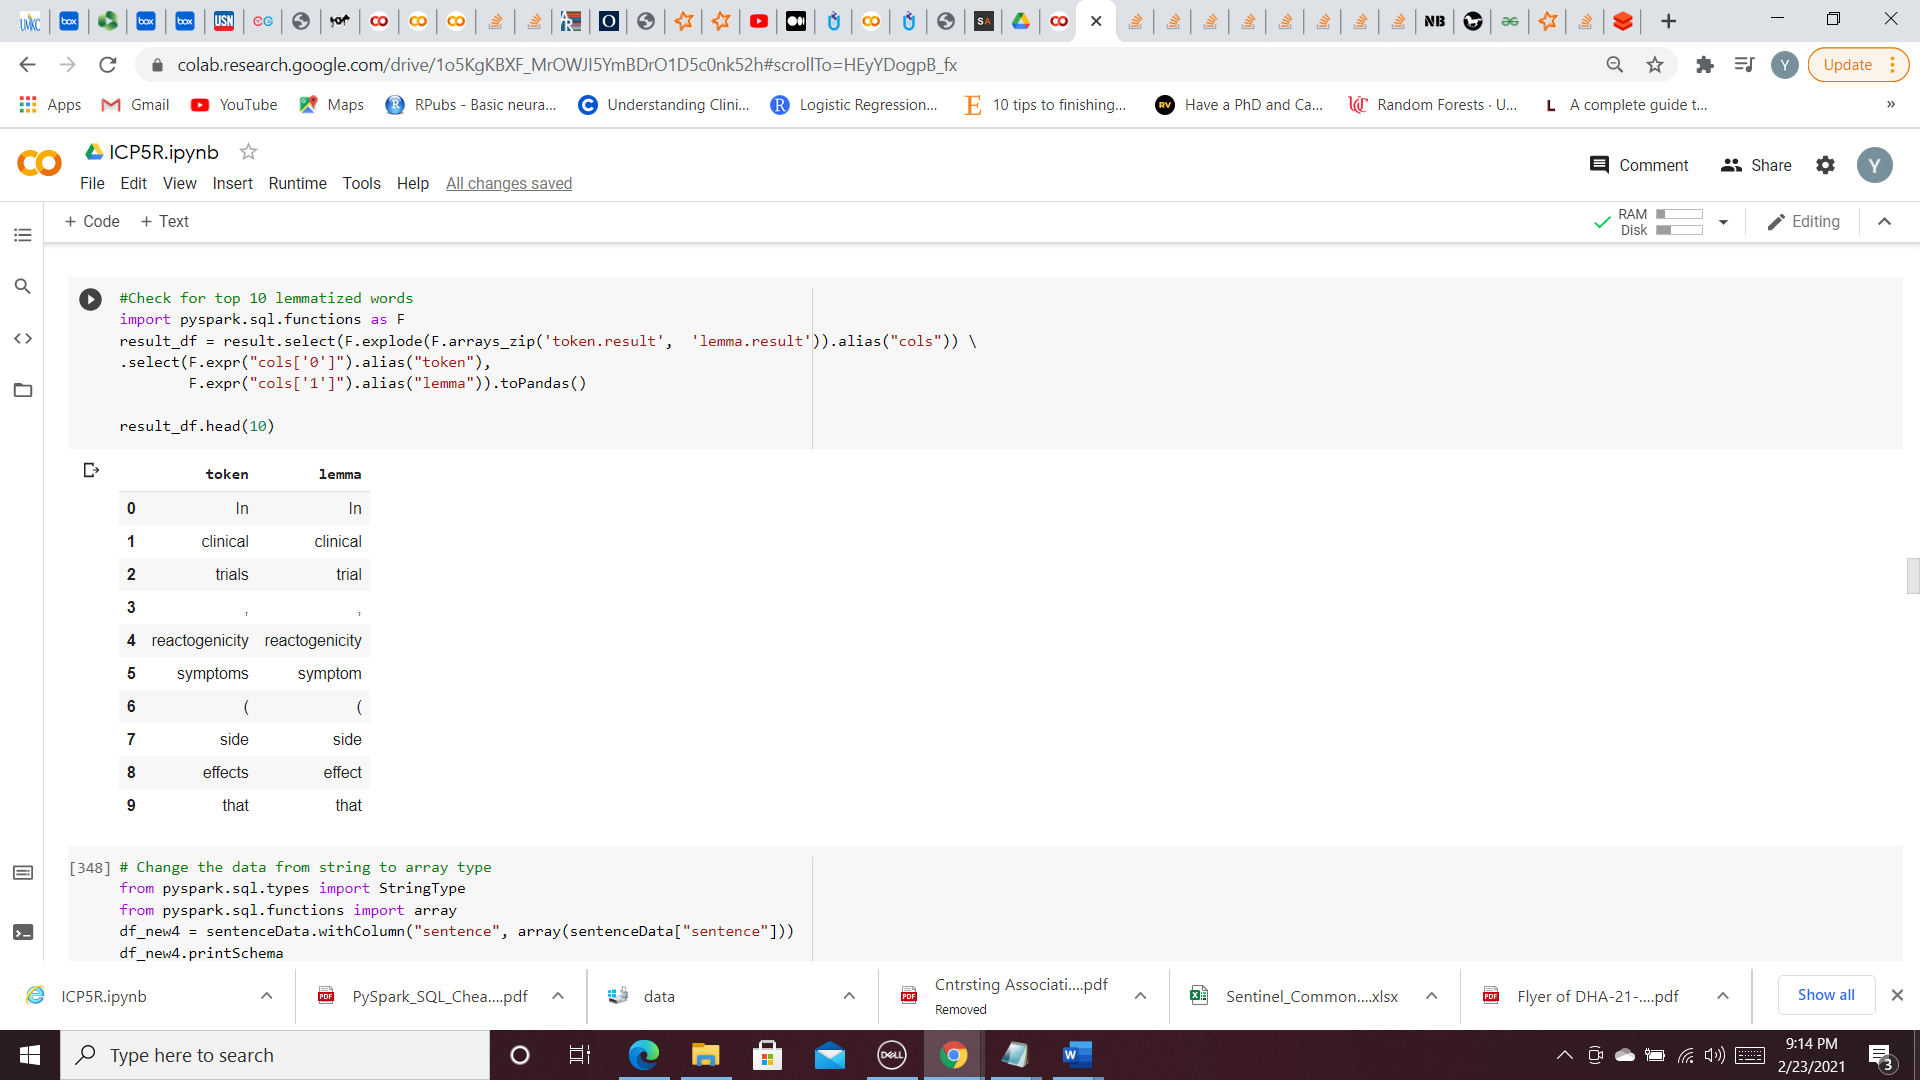 colab.research.google.com/drive/1o5KgKBXF_MrOWJI5YmBDrO1D5c0nk52h#scrollTo=HEyYDogpB_fx
Y
Update
Apps
Gmail
YouTube
Maps
RPubs - Basic neura...
Understanding Clini...
Logistic Regression...
10 tips to finishing...
Have a PhD and Ca...
Random Forests · U...
A complete guide t...
»
ICP5R.ipynb
Comment
Share
Y
File Edit View Insert Runtime Tools Help All changes saved
+ Code + Text
RAM
Disk
Editing
#Check for top 10 lemmatized words
import pyspark.sql.functions as F
result_df = result.select(F.explode(F.arrays_zip('token.result',  'lemma.result')).alias("cols")) \
.select(F.expr("cols['0']").alias("token"),
        F.expr("cols['1']").alias("lemma")).toPandas()
result_df.head(10)
token lemma
0 In In
1 clinical clinical
2 trials trial
3 , ,
4 reactogenicity reactogenicity
5 symptoms symptom
6 ( (
7 side side
8 effects effect
9 that that
[348] # Change the data from string to array type
from pyspark.sql.types import StringType
from pyspark.sql.functions import array
df_new4 = sentenceData.withColumn("sentence", array(sentenceData["sentence"]))
df_new4.printSchema
ICP5R.ipynb
PySpark_SQL_Chea....pdf
data
Cntrsting Associati....pdf
Removed
Sentinel_Common....xlsx
Flyer of DHA-21-....pdf
Show all
Type here to search
DELL
9:14 PM
2/23/2021
3